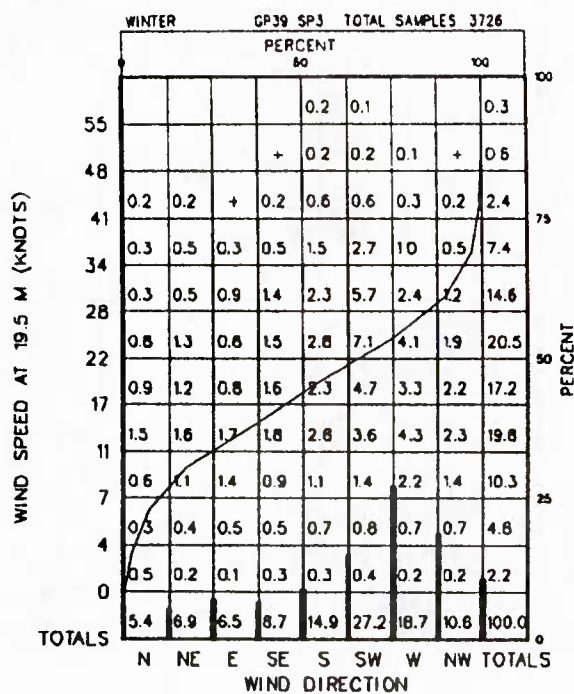 WINTER GP39 SP3 TOTAL SAMPLES 3726
PERCENT
0 50 100
100
0.2 0.1 0.3
55
+ 0.2 0.2 0.1 + 0.6
48
0.2 0.2 + 0.2 0.6 0.6 0.3 0.2 2.4
41 75
0.3 0.5 0.3 0.5 1.5 2.7 1.0 0.5 7.4
34
0.3 0.5 0.9 1.4 2.3 5.7 2.4 1.2 14.6
28
0.8 1.3 0.8 1.5 2.8 7.1 4.1 1.9 20.5
22 50
0.9 1.2 0.8 1.6 2.3 4.7 3.3 2.2 17.2
17
1.5 1.6 1.7 1.8 2.8 3.6 4.3 2.3 19.8
11
0.6 1.1 1.4 0.9 1.1 1.4 2.2 1.4 10.3
7 25
0.3 0.4 0.5 0.5 0.7 0.8 0.7 0.7 4.8
4
0.5 0.2 0.1 0.3 0.3 0.4 0.2 0.2 2.2
0
5.4 6.9 6.5 8.7 14.9 27.2 18.7 10.6 100.0
TOTALS 0
N NE E SE S SW W NW TOTALS
WIND DIRECTION
WIND SPEED AT 19.5 M (KNOTS)
PERCENT